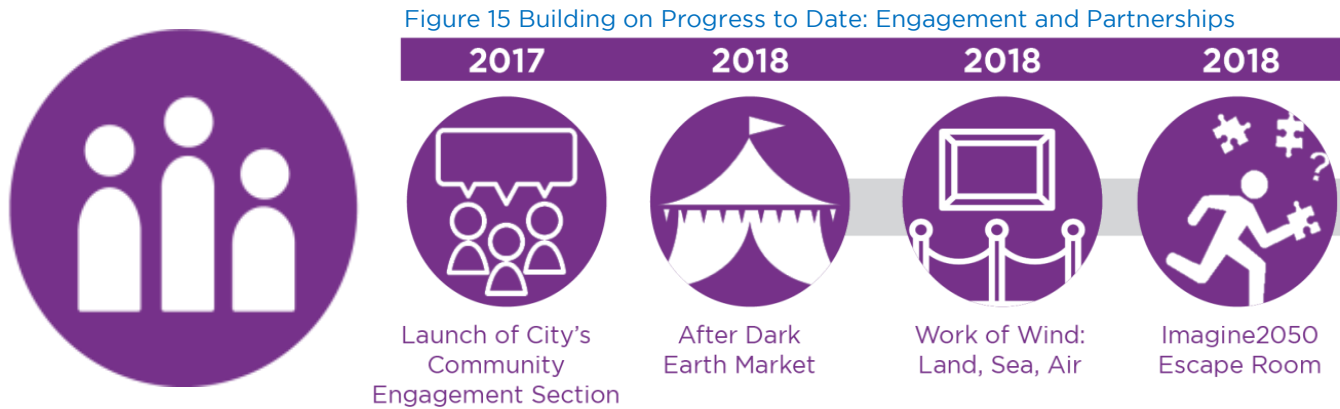 Figure 15 Building on Progress to Date: Engagement and Partnerships
2017 2018 2018 2018
?
Launch of City's
Community
Engagement Section
After Dark
Earth Market
Work of Wind:
Land, Sea, Air
Imagine2050
Escape Room